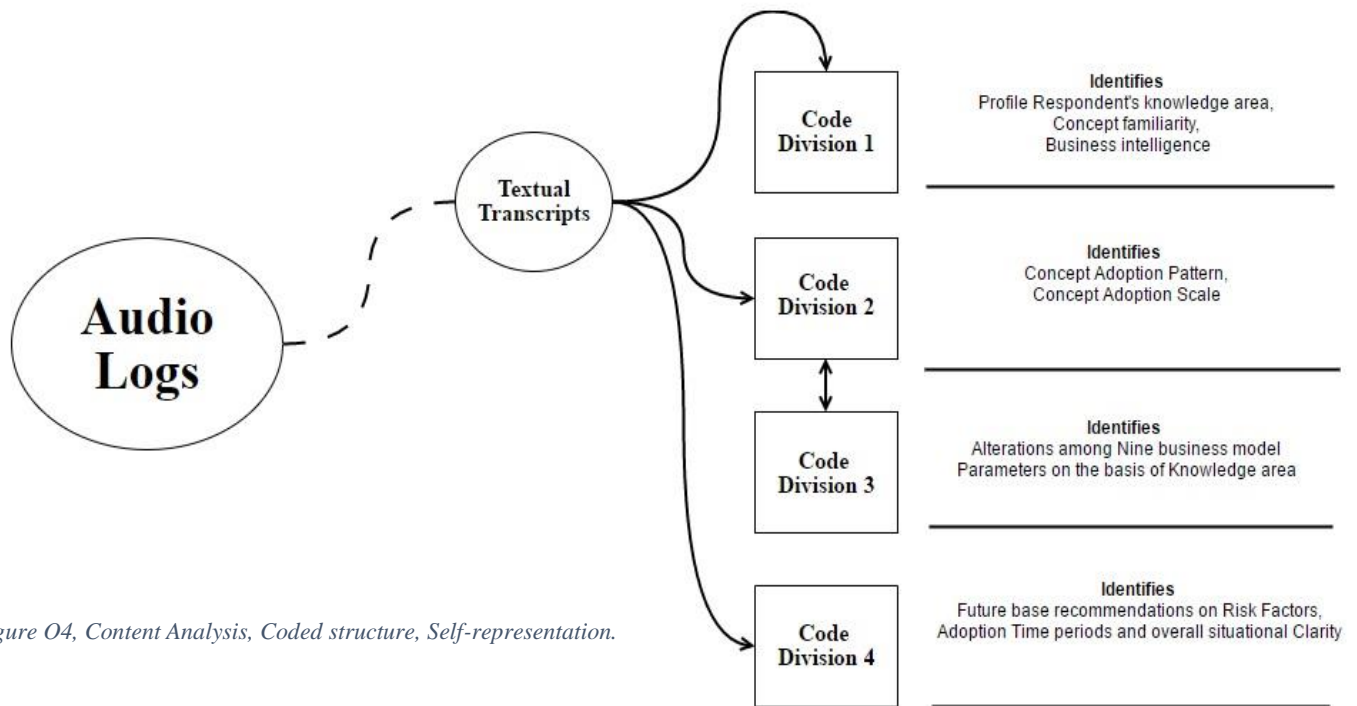 Audio
Logs
Textual
Transcripts
Code
Division 1
Identifies
Profile Respondent's knowledge area,
Concept familiarity,
Business intelligence
Code
Division 2
Identifies
Concept Adoption Pattern,
Concept Adoption Scale
Code
Division 3
Identifies
Alterations among Nine business model
Parameters on the basis of Knowledge area
Code
Division 4
Identifies
Future base recommendations on Risk Factors,
Adoption Time periods and overall situational Clarity
gure O4, Content Analysis, Coded structure, Self-representation.